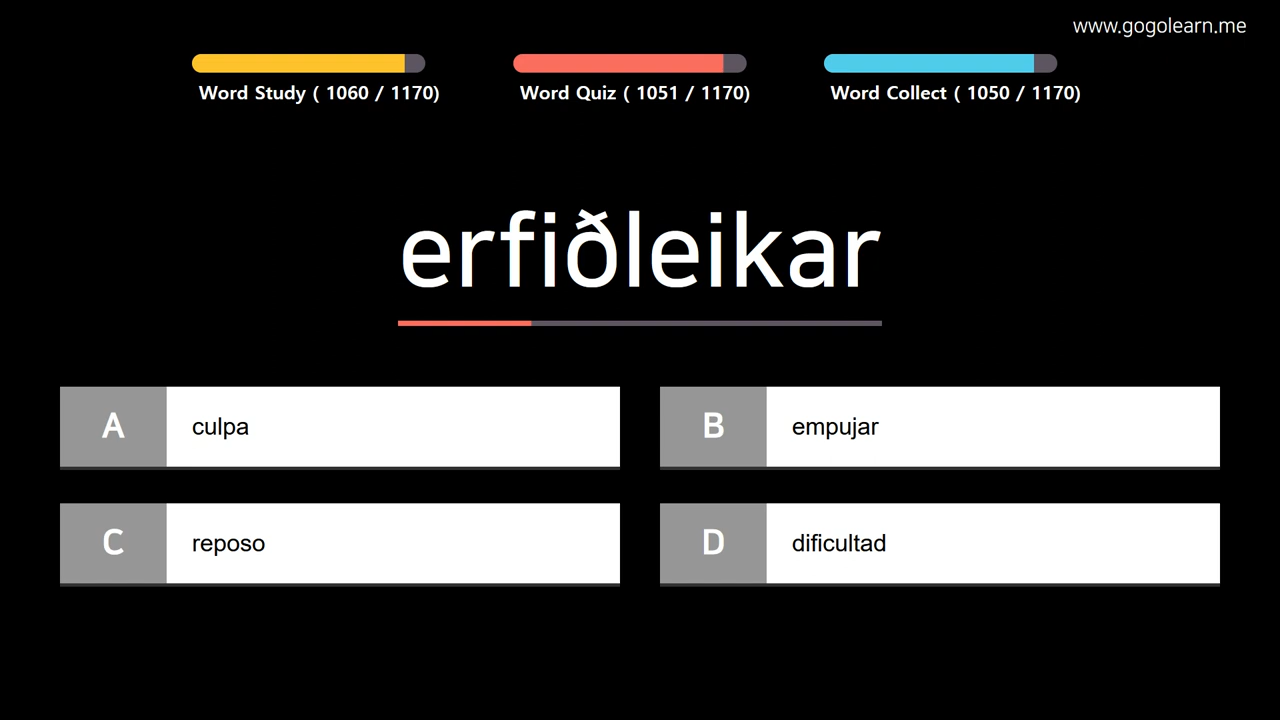 www.gogolearn.me
Word Study ( 1060 / 1170)
Word Quiz ( 1051 / 1170)
Word Collect ( 1050 / 1170)
erfiðleikar
A culpa
B empujar
C reposo
D dificultad